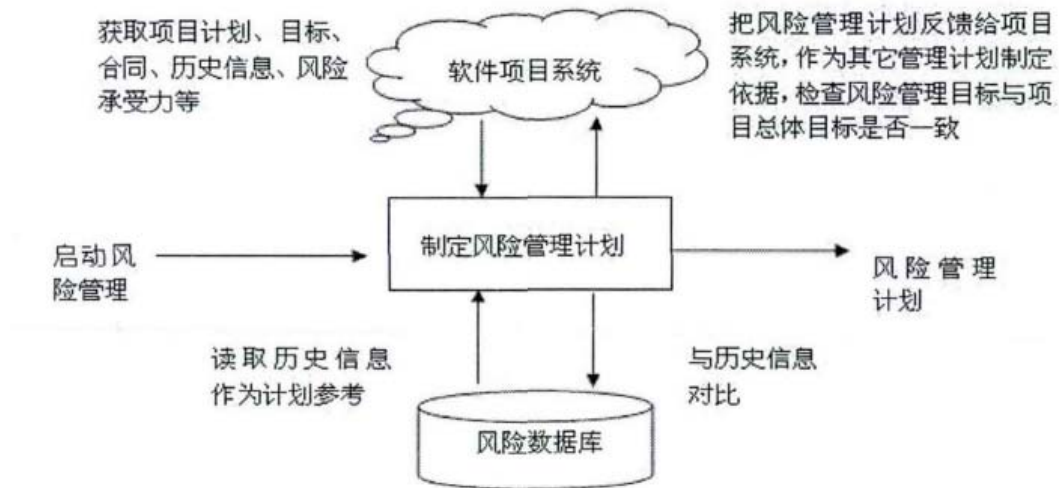 获取项目计划、目标、
合同、历史信息、风险
承受力等
软件项目系统
把风险管理计划反馈给项目
系统，作为其它管理计划制定
依据，检查风险管理目标与项
目总体目标是否一致
启动风
险管理
制定风险管理计划
风险管理
计划
读取历史信息
作为计划参考
与历史信息
对比
风险数据库